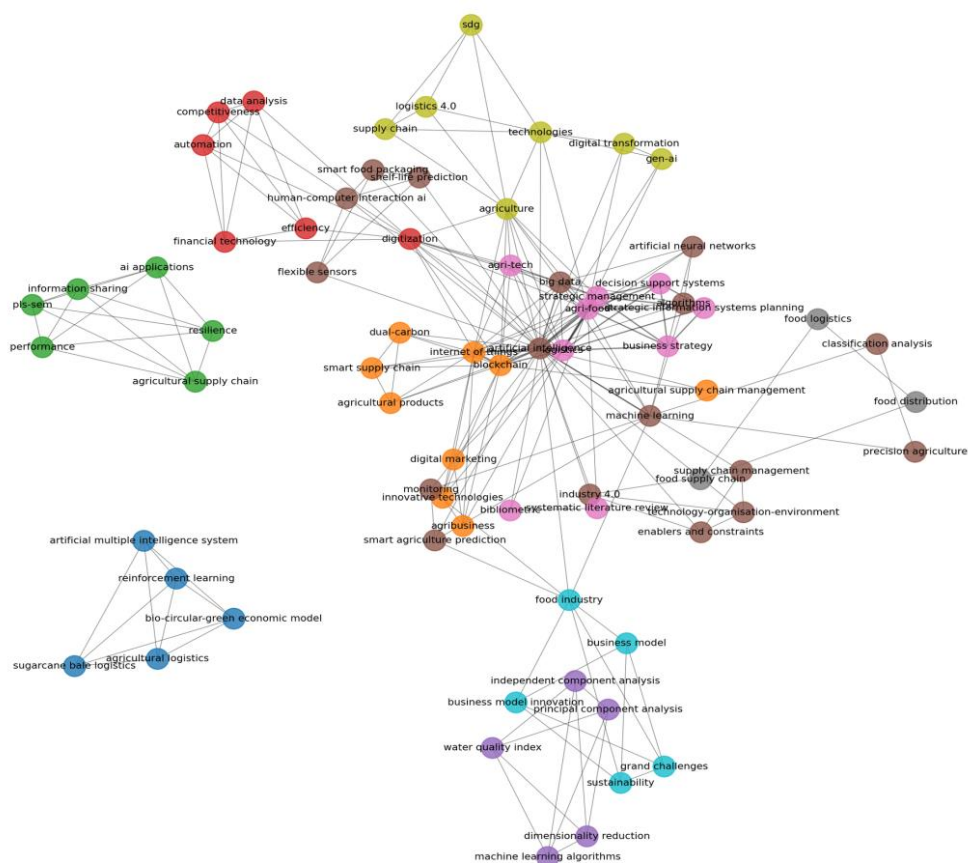 sdg
data analysis
logistics 4.0
competitiveness
supply chain
technologies
automation
digital transformation
gen-ai
smart food packaging
shelf-life prediction
human-computer interaction ai
agriculture
efficiency
financial technology
digitization
artificial neural networks
ai applications
agri-tech
flexible sensors
big data
decision support systems
information sharing
strategic management
pls-sem
algorithms
agri-food
strategic information systems planning
food logistics
resilience
dual-carbon
performance
artificial intelligence
business strategy
classification analysis
internet of things
logistics
smart supply chain
blockchain
agricultural supply chain
agricultural supply chain management
agricultural products
food distribution
machine learning
precision agriculture
digital marketing
supply chain management
food supply chain
monitoring
industry 4.0
innovative technologies
bibliometric
systematic literature review
technology-organisation-environment
agribusiness
enablers and constraints
artificial multiple intelligence system
smart agriculture prediction
reinforcement learning
food industry
bio-circular-green economic model
business model
agricultural logistics
sugarcane bale logistics
independent component analysis
business model innovation
principal component analysis
water quality index
grand challenges
sustainability
dimensionality reduction
machine learning algorithms